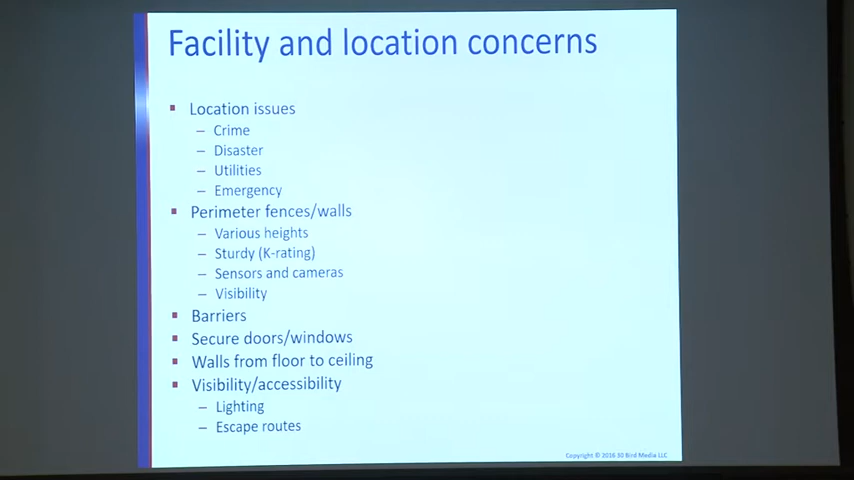 Facility and location concerns
▪ Location issues
– Crime
– Disaster
– Utilities
– Emergency
▪ Perimeter fences/walls
– Various heights
– Sturdy (K-rating)
– Sensors and cameras
– Visibility
▪ Barriers
▪ Secure doors/windows
▪ Walls from floor to ceiling
▪ Visibility/accessibility
– Lighting
– Escape routes
Copyright © 2016 30 Bird Media LLC